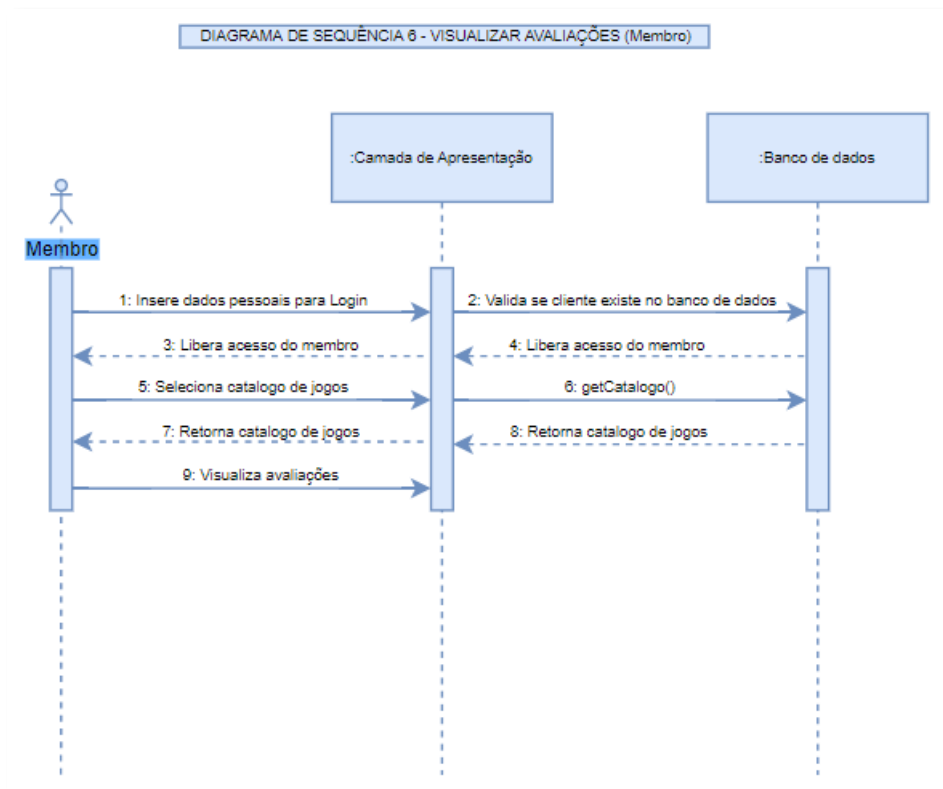 DIAGRAMA DE SEQUÊNCIA 6 - VISUALIZAR AVALIAÇÕES (Membro)
:Camada de Apresentação
:Banco de dados
Membro
1: Insere dados pessoais para Login
2: Valida se cliente existe no banco de dados
3: Libera acesso do membro
4: Libera acesso do membro
5: Seleciona catalogo de jogos
6: getCatalogo()
7: Retorna catalogo de jogos
8: Retorna catalogo de jogos
9: Visualiza avaliações